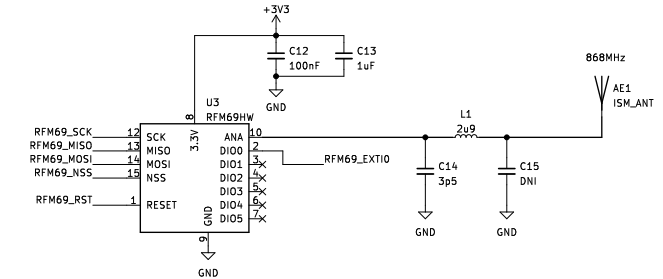 +3V3
C12
100nF
C13
1uF
GND
868MHz
AE1
ISM_ANT
U3
RFM69HW
8
3.3V
L1
2u9
RFM69_SCK 12 SCK
ANA 10
RFM69_MISO 13 MISO
DIO0 2
RFM69_EXTI0
RFM69_MOSI 14 MOSI
DIO1 3
RFM69_NSS 15 NSS
DIO2 4
DIO3 5
RFM69_RST 1 RESET
DIO4 6
DIO5 7
GND
9
GND
C14
3p5
GND
C15
DNI
GND